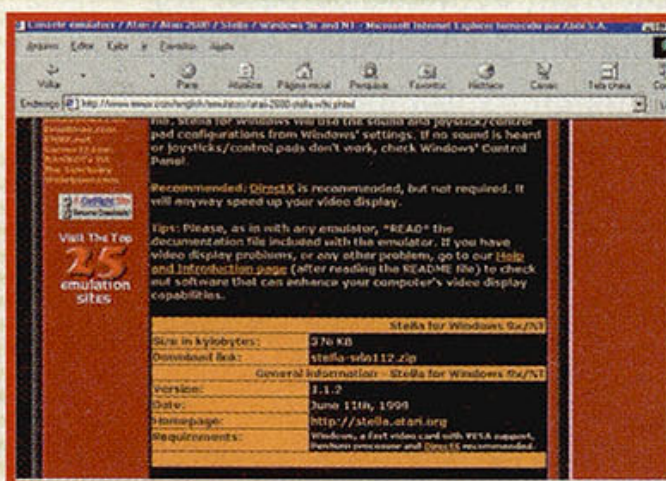 Console emulators / Atari / Atari 2600 / Stella / Windows 9x and NT - Microsoft Internet Explorer fornecido por
Arquivo Editar Exibir Ir Favoritos Ajuda
Volta Pare Atualizar Página inicial Pesquisar Favoritos Histórico Canais Tela cheia
Endereço
file, Stella for Windows will use the sound and joystick/control
pad configurations from Windows' settings. If no sound is heard
or joysticks/control pads don't work, check Windows' Control
Panel.
Recommended: DirectX is recommended, but not required. It
will anyway speed up your video display.
Tips: Please, as in with any emulator, "READ" the
documentation file included with the emulator. If you have
video display problems, or any other problem, go to our Help
and Introduction page (after reading the README file) to check
out software that can enhance your computer's video display
capabilities.
Visit The Top
25
emulation
sites
Stella for Windows 9x/NT
Size in kylobytes: 376 KB
Download link: stella-win112.zip
General information - Stella for Windows 9x/NT
Version: 1.1.2
Date: June 11th, 1999
Homepage: http://stella.atari.org
Requirements: Windows, a fast video card with VESA support,
Pentium processor and DirectX recommended.